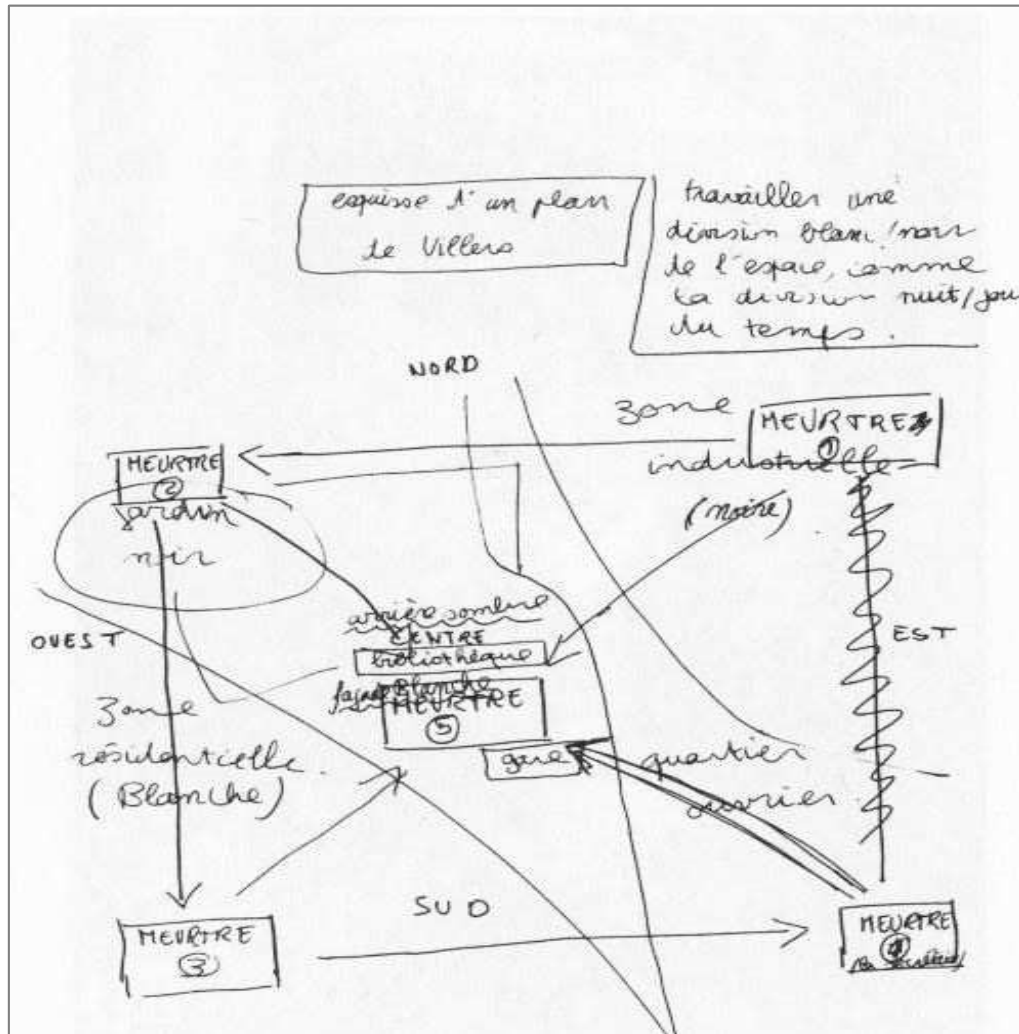 esquisse d'un plan
de Villers
travailler une
division blanc/noir
de l'espace, comme
la division nuit/jou
du temps.
NORD
zone
MEURTRE
①
industrielle
(noire)
MEURTRE
②
jardin
noir
OUEST
EST
arrière sombre
CENTRE
bibliothèque
façade blanche
MEURTRE
⑤
gare
quartier
ouvrier
zone
résidentielle
(Blanche)
SUD
MEURTRE
③
MEURTRE
④